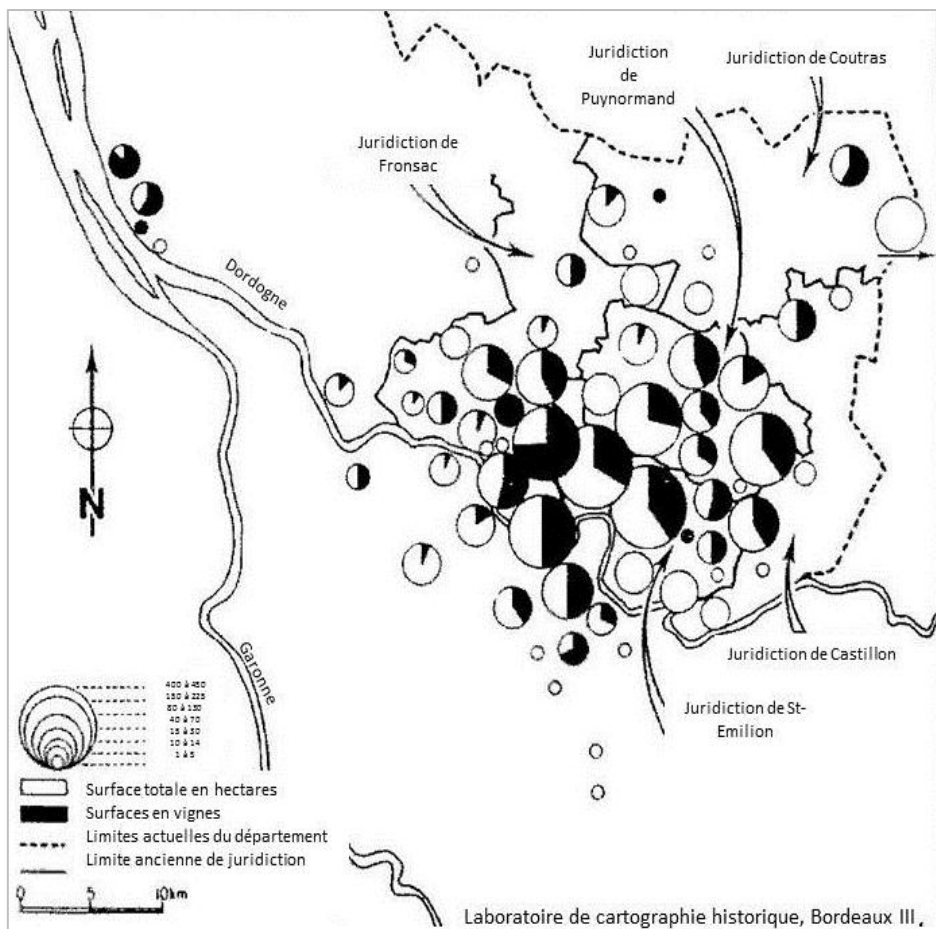 Juridiction
de
Puynormand
Juridiction de Coutras
Juridiction de
Fronsac
Dordogne
N
Garonne
Juridiction de Castillon
Juridiction de St-
Emilion
400 à 450
150 à 225
80 à 130
40 à 70
15 à 30
10 à 14
1 à 5
Surface totale en hectares
Surfaces en vignes
Limites actuelles du département
Limite ancienne de juridiction
0 5 10km
Laboratoire de cartographie historique, Bordeaux III.